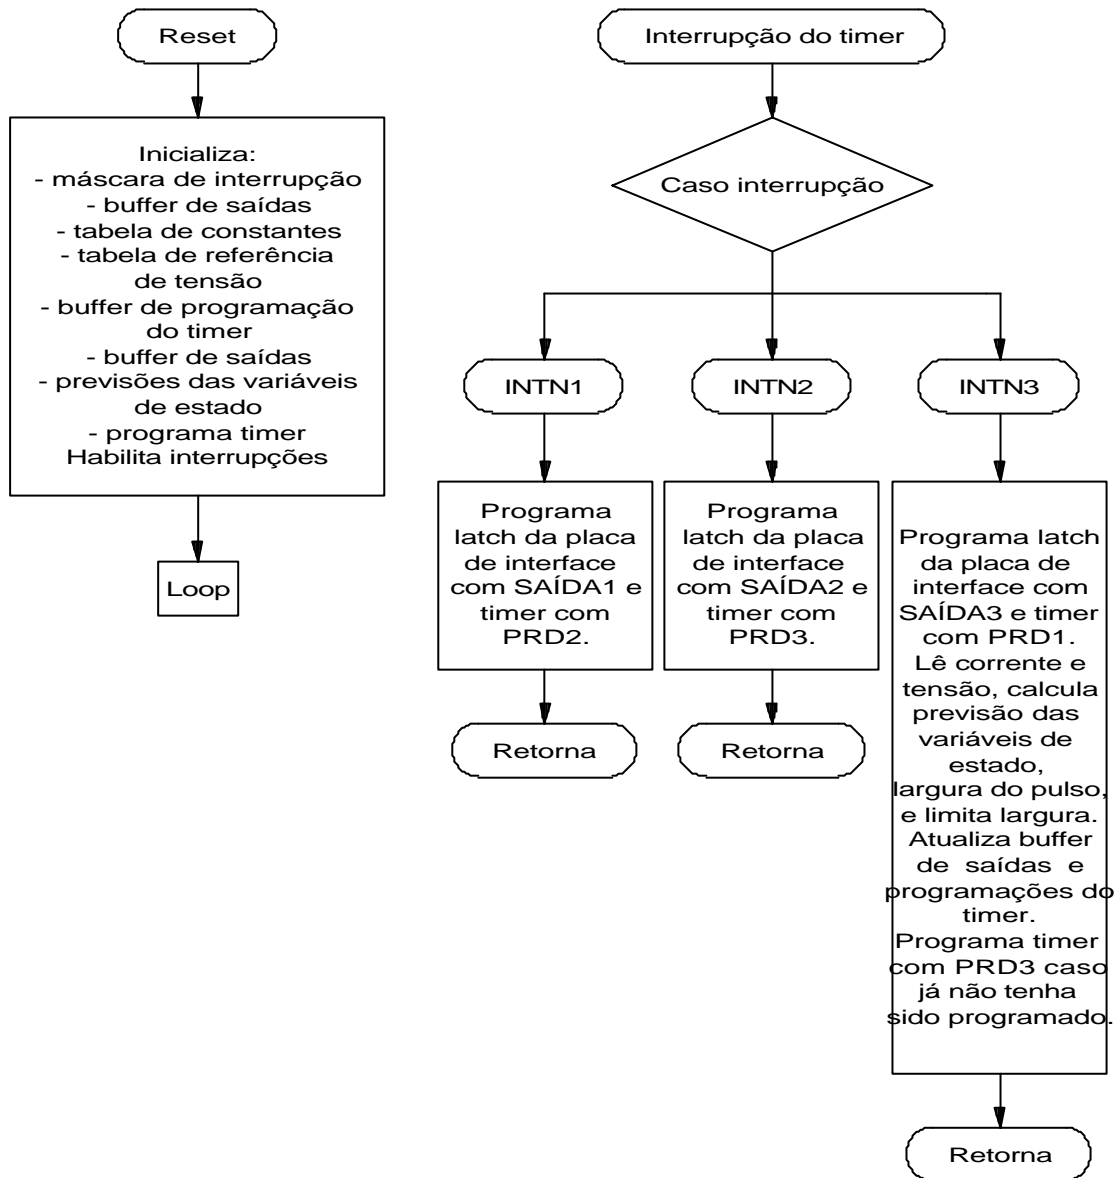 Reset
Inicializa:
- máscara de interrupção
- buffer de saídas
- tabela de constantes
- tabela de referência
de tensão
- buffer de programação
do timer
- buffer de saídas
- previsões das variáveis
de estado
- programa timer
Habilita interrupções
Loop
Interrupção do timer
Caso interrupção
INTN1
Programa
latch da placa
de interface
com SAÍDA1 e
timer com
PRD2.
Retorna
INTN2
Programa
latch da placa
de interface
com SAÍDA2 e
timer com
PRD3.
Retorna
INTN3
Programa latch
da placa de
interface com
SAÍDA3 e timer
com PRD1.
Lê corrente e
tensão, calcula
previsão das
variáveis de
estado,
largura do pulso,
e limita largura.
Atualiza buffer
de saídas e
programações do
timer.
Programa timer
com PRD3 caso
já não tenha
sido programado.
Retorna